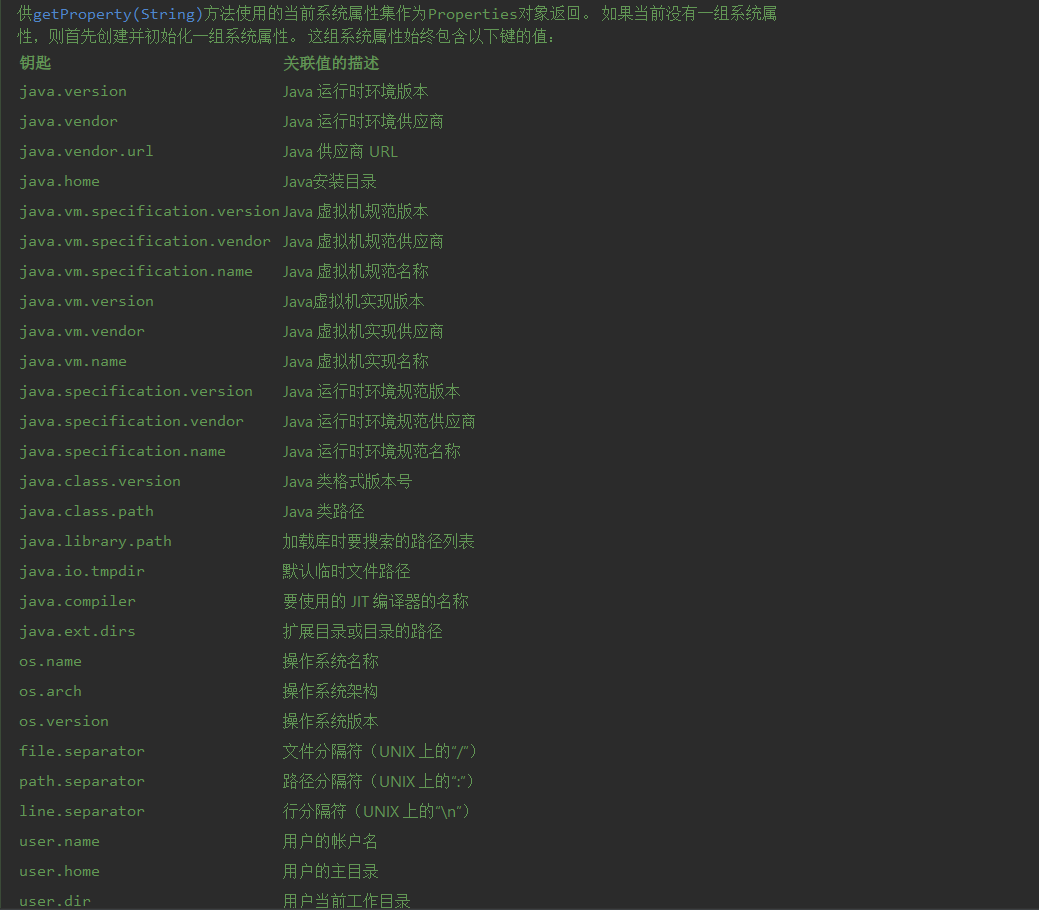 供getProperty(String)方法使用的当前系统属性集作为Properties对象返回。 如果当前没有一组系统属
性，则首先创建并初始化一组系统属性。 这组系统属性始终包含以下键的值：
钥匙 关联值的描述
java.version Java 运行时环境版本
java.vendor Java 运行时环境供应商
java.vendor.url Java 供应商 URL
java.home Java安装目录
java.vm.specification.version Java 虚拟机规范版本
java.vm.specification.vendor Java 虚拟机规范供应商
java.vm.specification.name Java 虚拟机规范名称
java.vm.version Java虚拟机实现版本
java.vm.vendor Java 虚拟机实现供应商
java.vm.name Java 虚拟机实现名称
java.specification.version Java 运行时环境规范版本
java.specification.vendor Java 运行时环境规范供应商
java.specification.name Java 运行时环境规范名称
java.class.version Java 类格式版本号
java.class.path Java 类路径
java.library.path 加载库时要搜索的路径列表
java.io.tmpdir 默认临时文件路径
java.compiler 要使用的 JIT 编译器的名称
java.ext.dirs 扩展目录或目录的路径
os.name 操作系统名称
os.arch 操作系统架构
os.version 操作系统版本
file.separator 文件分隔符（UNIX 上的“/”）
path.separator 路径分隔符（UNIX 上的“:”）
line.separator 行分隔符（UNIX 上的“\n”）
user.name 用户的帐户名
user.home 用户的主目录
user.dir 用户当前工作目录